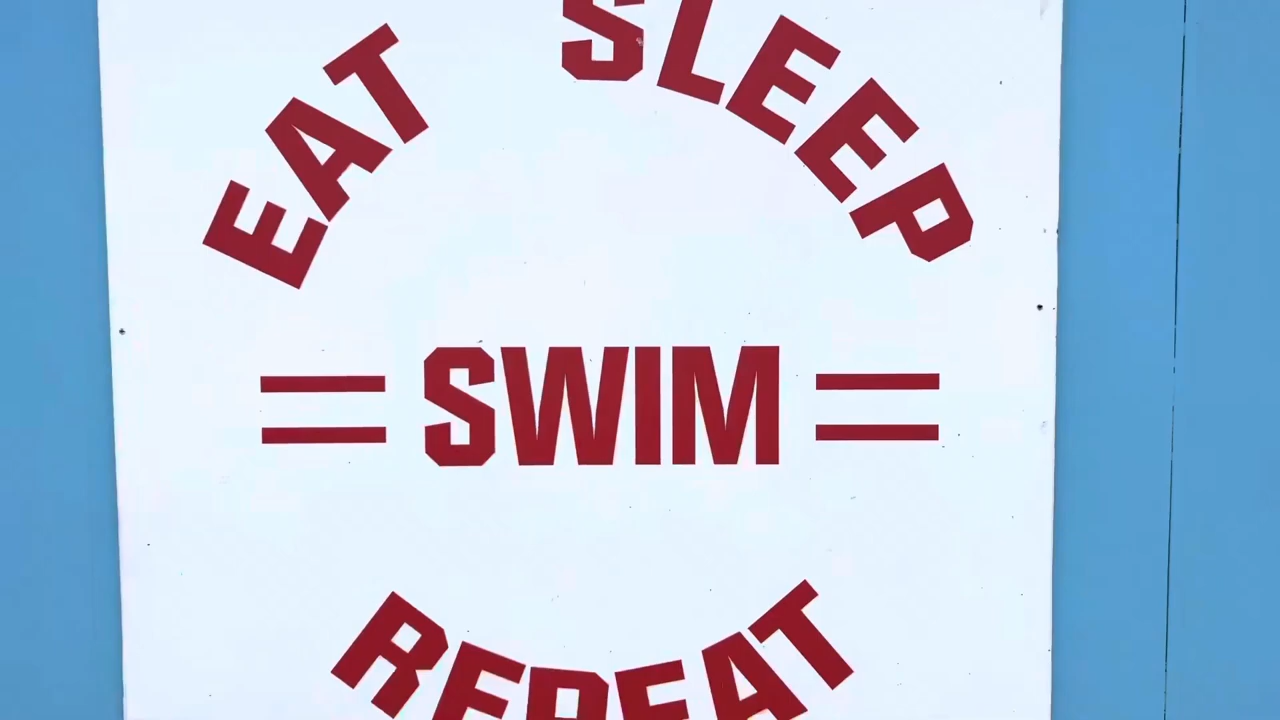 EAT SLEEP
= SWIM =
REPEAT